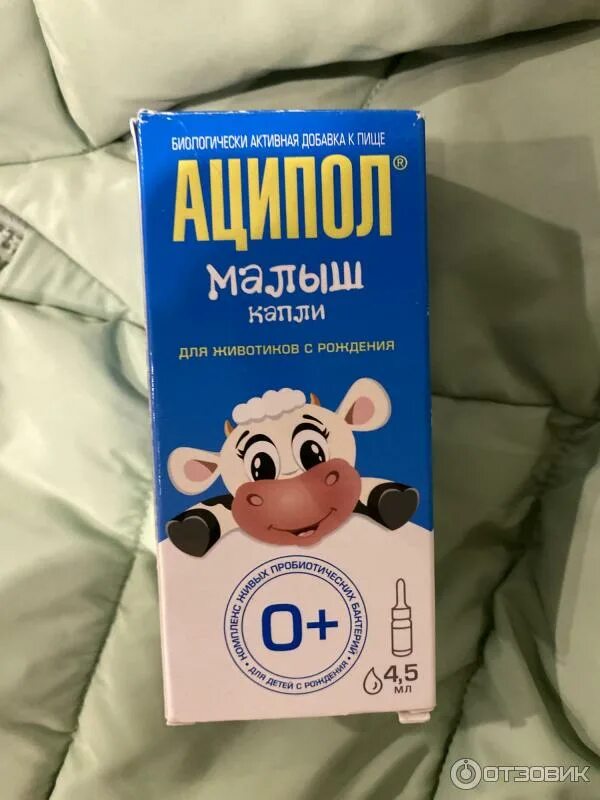 БИОЛОГИЧЕСКИ АКТИВНАЯ ДОБАВКА К ПИЩЕ
АЦИПОЛ®
малыш
капли
ДЛЯ ЖИВОТИКОВ С РОЖДЕНИЯ
КОМПЛЕКС ЖИВЫХ ПРОБИОТИЧЕСКИХ БАКТЕРИЙ
0+
• ДЛЯ ДЕТЕЙ С РОЖДЕНИЯ •
4,5
МЛ
ОТЗОВИК